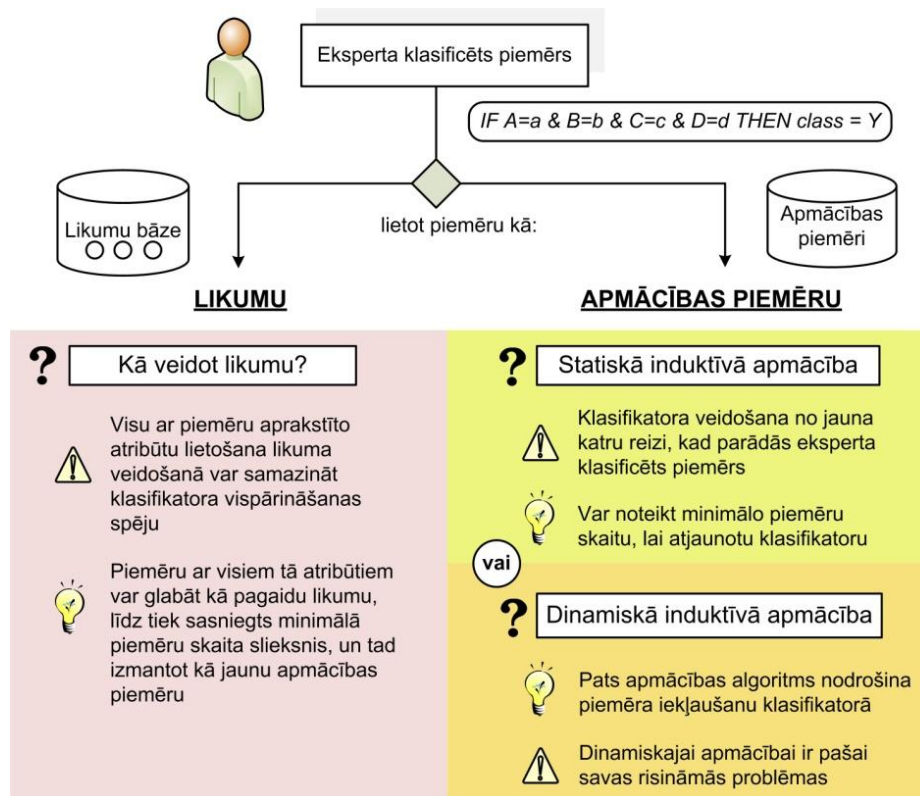 Eksperta klasificēts piemērs
IF A=a & B=b & C=c & D=d THEN class = Y
Likumu bāze
lietot piemēru kā:
Apmācības
piemēri
LIKUMU
APMĀCĪBAS PIEMĒRU
? Kā veidot likumu?
Visu ar piemēru aprakstīto
atribūtu lietošana likuma
veidošanā var samazināt
klasifikatora vispārināšanas
spēju
Piemēru ar visiem tā atribūtiem
var glabāt kā pagaidu likumu,
līdz tiek sasniegts minimālā
piemēru skaita slieksnis, un tad
izmantot kā jaunu apmācības
piemēru
? Statiskā induktīvā apmācība
Klasifikatora veidošana no jauna
katru reizi, kad parādās eksperta
klasificēts piemērs
Var noteikt minimālo piemēru
skaitu, lai atjaunotu klasifikatoru
vai
? Dinamiskā induktīvā apmācība
Pats apmācības algoritms nodrošina
piemēra iekļaušanu klasifikatorā
Dinamiskajai apmācībai ir pašai
savas risināmās problēmas